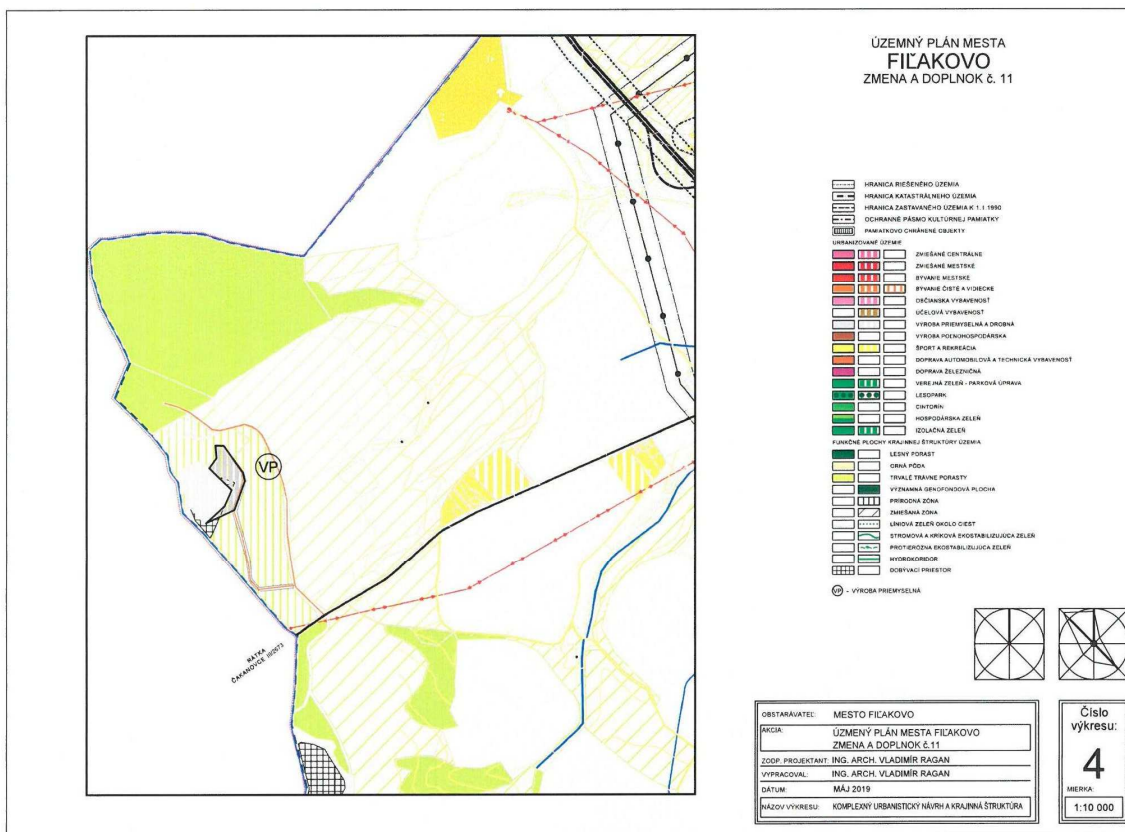 ÚZEMNÝ PLÁN MESTA
FIĽAKOVO
ZMENA A DOPLNOK č. 11
HRANICA RIEŠENÉHO ÚZEMIA
HRANICA KATASTRÁLNEHO ÚZEMIA
HRANICA ZASTAVANÉHO ÚZEMIA K 1.1.1990
OCHRANNÉ PÁSMO KULTÚRNEJ PAMIATKY
PAMIATKOVO CHRÁNENÉ OBJEKTY
URBANIZOVANÉ ÚZEMIE
ZMIEŠANÉ CENTRÁLNE
ZMIEŠANÉ MESTSKÉ
BÝVANIE MESTSKÉ
BÝVANIE ČISTÉ A VIDIECKE
OBČIANSKA VYBAVENOSŤ
ÚČELOVÁ VYBAVENOSŤ
VÝROBA PRIEMYSELNÁ A DROBNÁ
VÝROBA POĽNOHOSPODÁRSKA
ŠPORT A REKREÁCIA
DOPRAVA AUTOMOBILOVÁ A TECHNICKÁ VYBAVENOSŤ
DOPRAVA ŽELEZNIČNÁ
VEREJNÁ ZELEŇ - PARKOVÁ ÚPRAVA
LESOPARK
CINTORÍN
HOSPODÁRSKA ZELEŇ
IZOLAČNÁ ZELEŇ
FUNKČNÉ PLOCHY KRAJINNEJ ŠTRUKTÚRY ÚZEMIA
LESNÝ PORAST
ORNÁ PÔDA
TRVALÉ TRÁVNE PORASTY
VÝZNAMNÁ GENOFONDOVÁ PLOCHA
PRÍRODNÁ ZÓNA
ZMIEŠANÁ ZÓNA
LÍNIOVÁ ZELEŇ OKOLO CIEST
STROMOVÁ A KRÍKOVÁ EKOSTABILIZUJÚCA ZELEŇ
PROTIERÓZNA EKOSTABILIZUJÚCA ZELEŇ
HYDROKORIDOR
DOBÝVACÍ PRIESTOR
VP - VÝROBA PRIEMYSELNÁ
VP
RÁTKA
ČAKANOVCE III/2673
OBSTARÁVATEĽ: MESTO FIĽAKOVO
AKCIA: ÚZMENÝ PLÁN MESTA FIĽAKOVO
ZMENA A DOPLNOK č.11
ZODP. PROJEKTANT: ING. ARCH. VLADIMÍR RAGAN
VYPRACOVAL: ING. ARCH. VLADIMÍR RAGAN
DÁTUM: MÁJ 2019
NÁZOV VÝKRESU: KOMPLEXNÝ URBANISTICKÝ NÁVRH A KRAJINNÁ ŠTRUKTÚRA
Číslo
výkresu:
4
MIERKA:
1:10 000